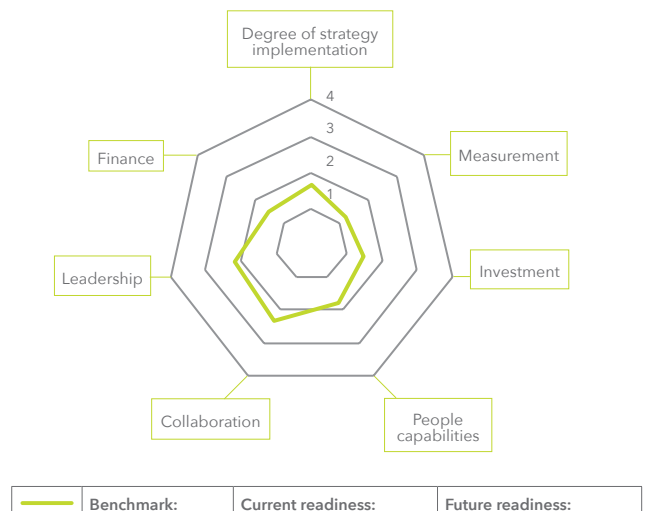 Degree of strategy
implementation
4
3
2
1
Finance
Measurement
Leadership
Investment
Collaboration
People
capabilities
Benchmark:
Current readiness:
Future readiness: